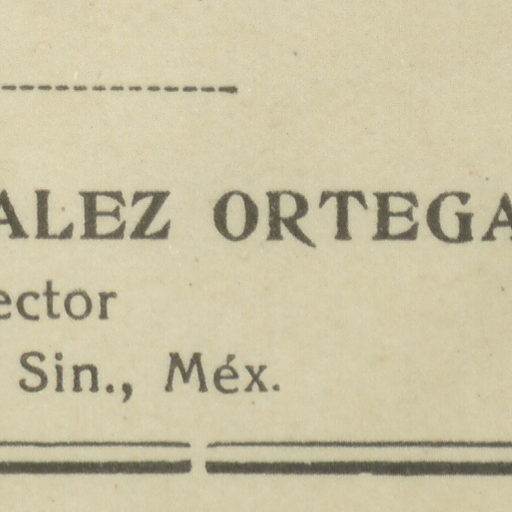 ALEZ ORTEGA
ector
Sin., Méx.